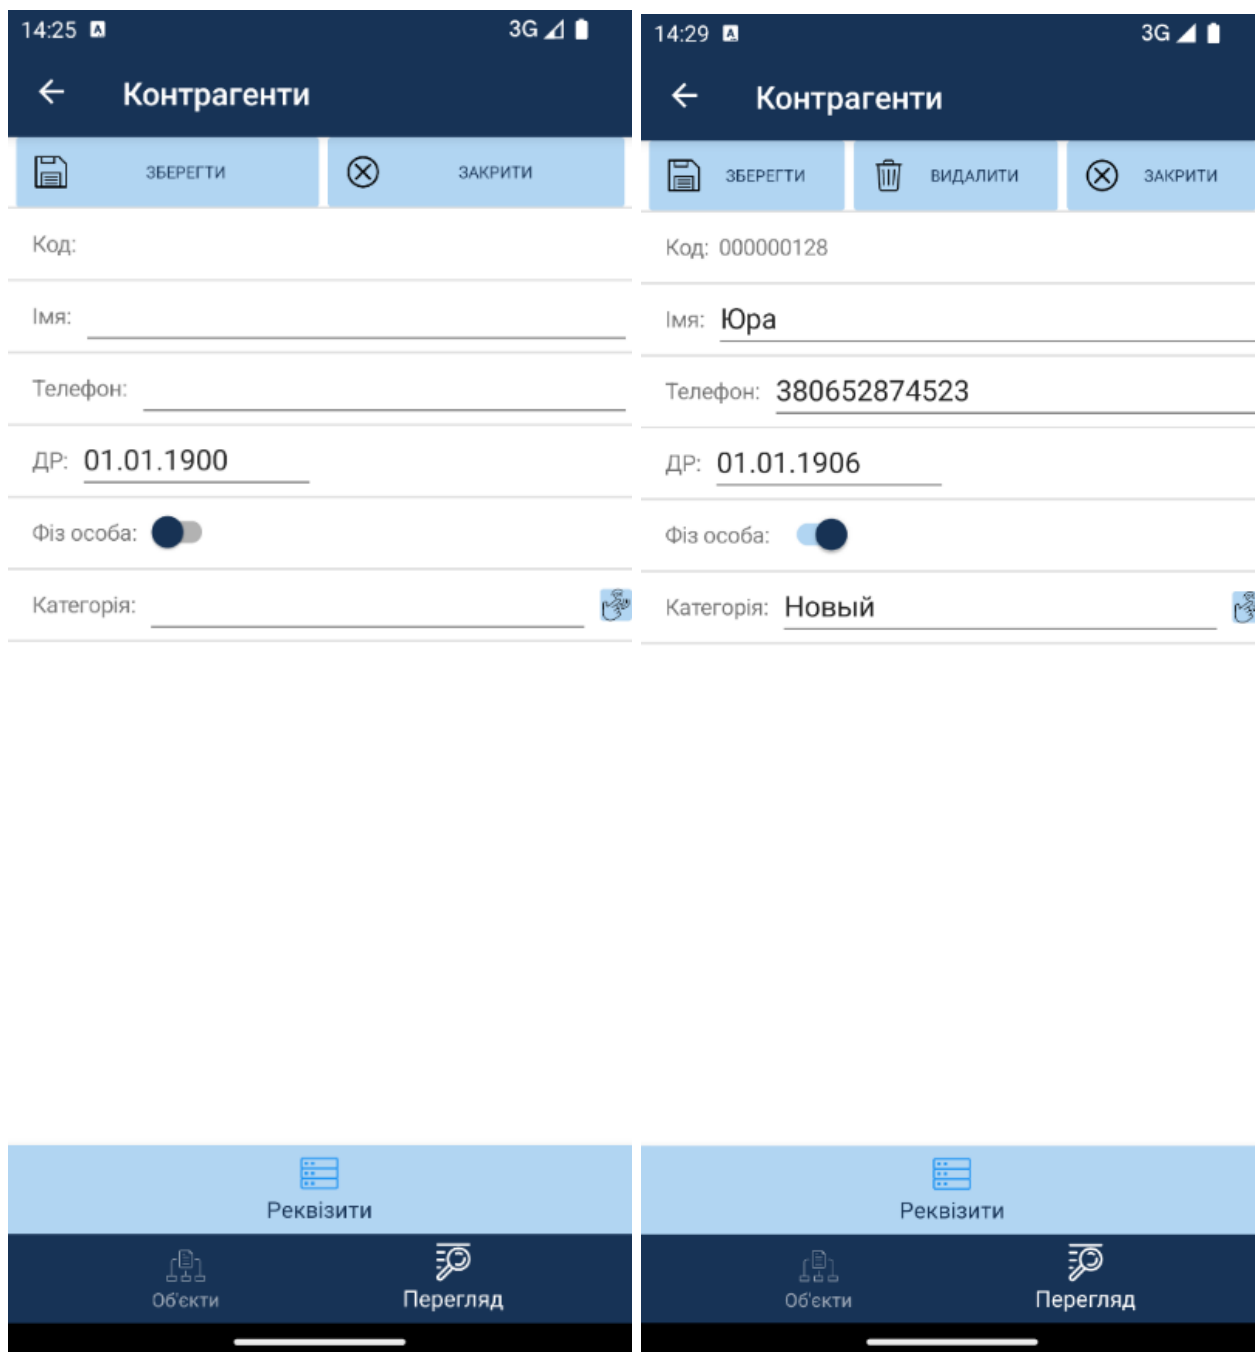 14:25 A 3G
Контрагенти
ЗБЕРЕГТИ ЗАКРИТИ
Код:
Імя:
Телефон:
ДР: 01.01.1900
Фіз особа:
Категорія:
Реквізити
Об'єкти Перегляд
14:29 A 3G
Контрагенти
ЗБЕРЕГТИ ВИДАЛИТИ ЗАКРИТИ
Код: 000000128
Імя: Юра
Телефон: 380652874523
ДР: 01.01.1906
Фіз особа:
Категорія: Новый
Реквізити
Об'єкти Перегляд